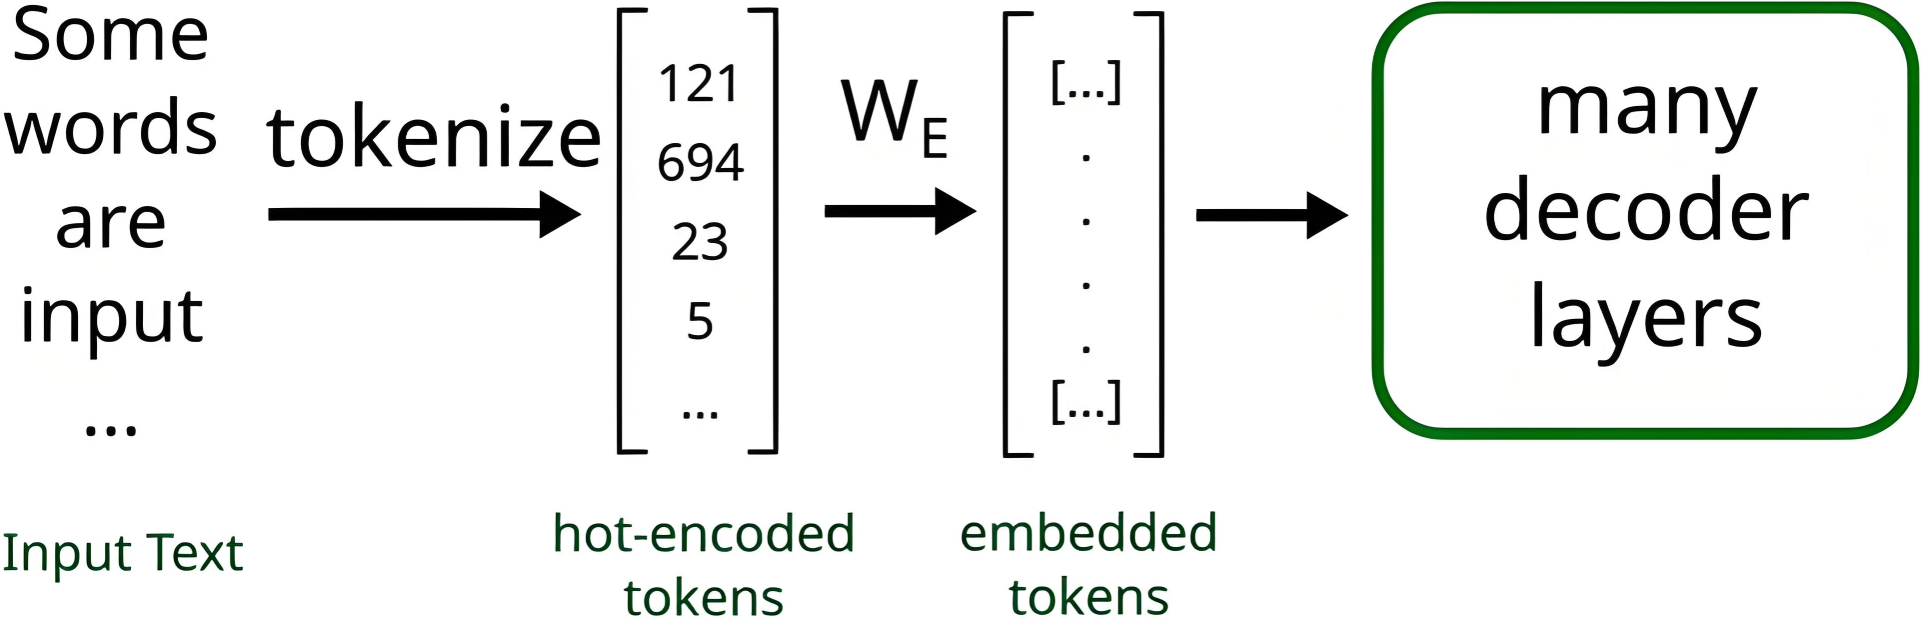 Some
words
are
input
...
tokenize
121
694
23
5
...
W_E
[...]
.
.
.
.
[...]
many
decoder
layers
Input Text
hot-encoded
tokens
embedded
tokens